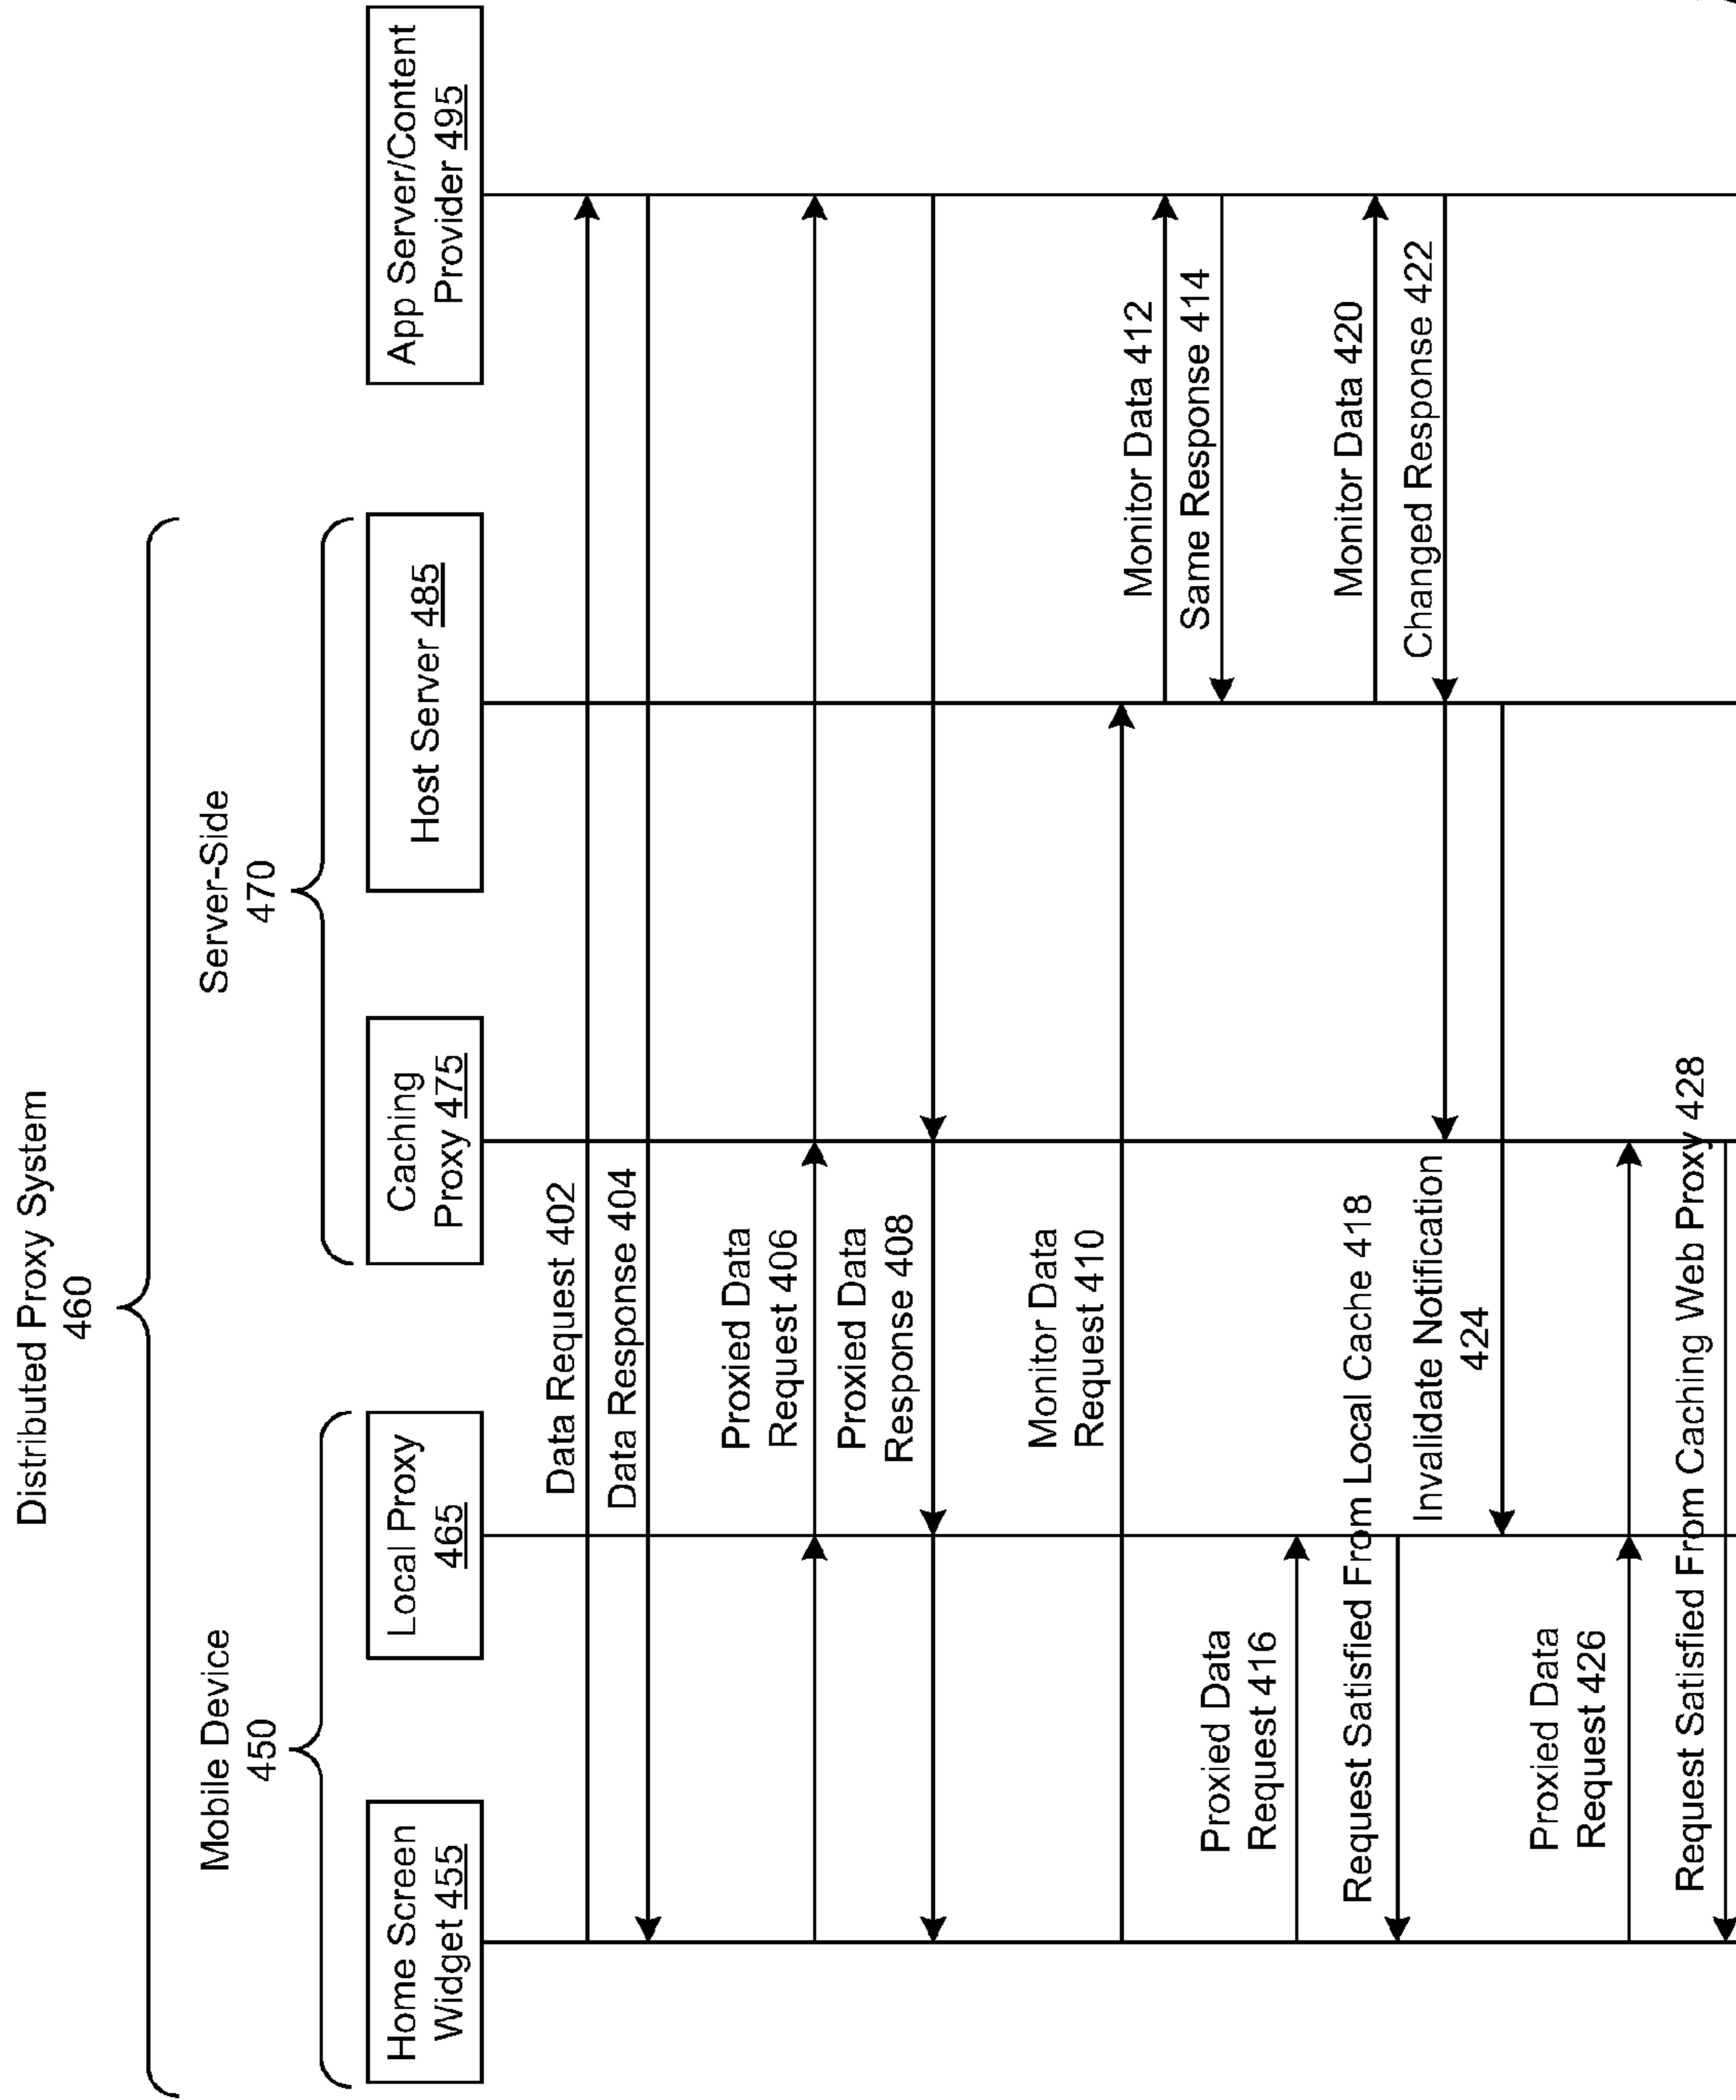 Distributed Proxy System
460
Mobile Device
450
Server-Side
470
Home Screen
Widget 455
Local Proxy
465
Caching
Proxy 475
Host Server 485
App Server/Content
Provider 495
Data Request 402
Data Response 404
Proxied Data
Request 406
Proxied Data
Response 408
Monitor Data
Request 410
Monitor Data 412
Same Response 414
Proxied Data
Request 416
Request Satisfied From Local Cache 418
Monitor Data 420
Changed Response 422
Invalidate Notification
424
Proxied Data
Request 426
Request Satisfied From Caching Web Proxy 428